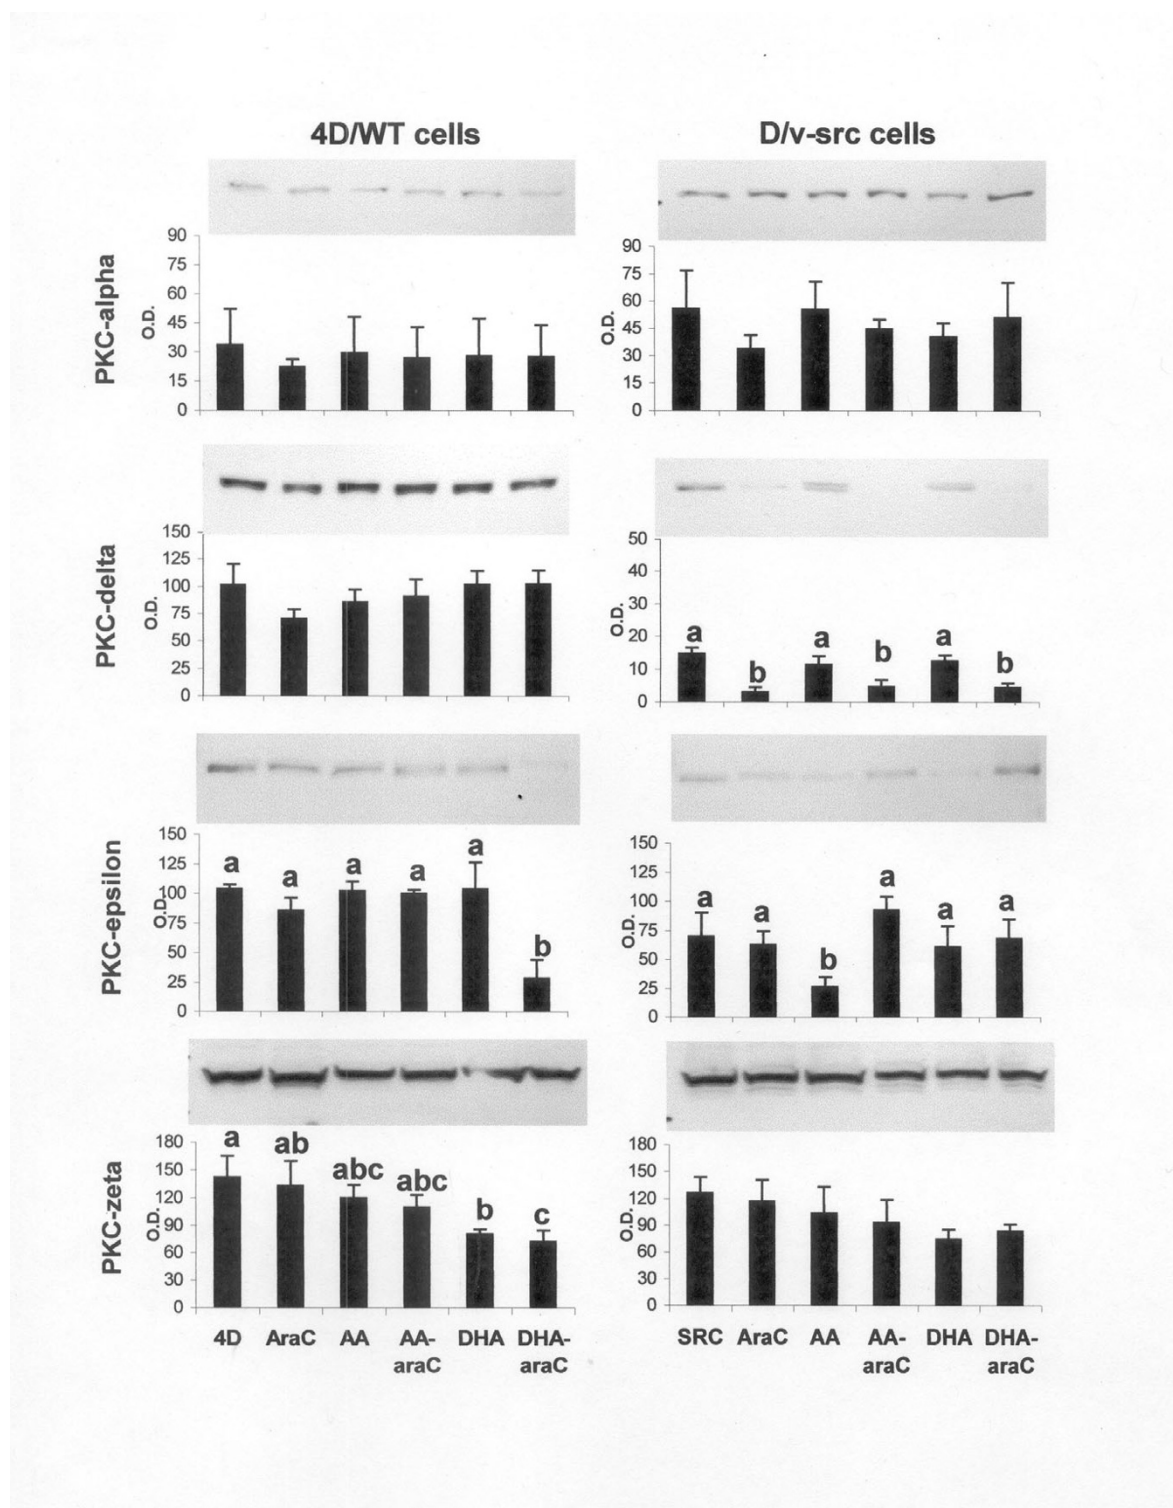 4D/WT cells
D/v-src cells
PKC-alpha
O.D.
90
75
60
45
30
15
0
O.D.
90
75
60
45
30
15
0
PKC-delta
O.D.
150
125
100
75
50
25
0
O.D.
50
40
30
20
10
0
a
b
a
b
a
b
PKC-epsilon
O.D.
150
125
100
75
50
25
0
a
a
a
a
a
b
O.D.
150
125
100
75
50
25
0
a
a
b
a
a
a
PKC-zeta
O.D.
180
150
120
90
60
30
0
a
ab
abc
abc
b
c
O.D.
180
150
120
90
60
30
0
4D AraC AA AA- DHA DHA-
araC araC
SRC AraC AA AA- DHA DHA-
araC araC